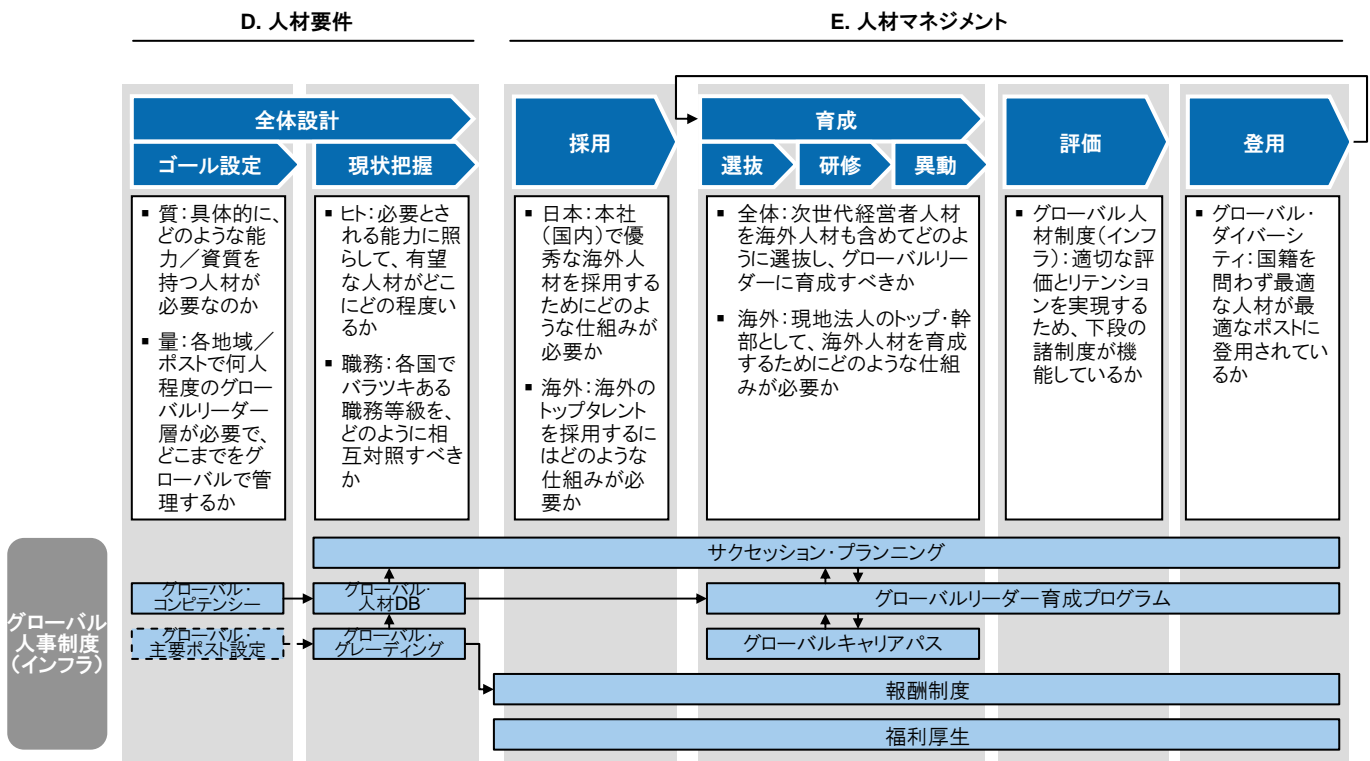 D. 人材要件
E. 人材マネジメント
全体設計
ゴール設定
現状把握
採用
育成
選抜
研修
異動
評価
登用
▪ 質：具体的に、
どのような能
力／資質を
持つ人材が
必要なのか
▪ 量：各地域／
ポストで何人
程度のグロー
バルリーダー
層が必要で、
どこまでをグ
ローバルで管
理するか
▪ ヒト：必要とさ
れる能力に照
らして、有望
な人材がどこ
にどの程度い
るか
▪ 職務：各国で
バラツキある
職務等級を、
どのように相
互対照すべき
か
▪ 日本：本社
（国内）で優
秀な海外人
材を採用する
ためにどのよ
うな仕組みが
必要か
▪ 海外：海外の
トップタレント
を採用するに
はどのような
仕組みが必
要か
▪ 全体：次世代経営者人材
を海外人材も含めてどのよ
うに選抜し、グローバルリー
ダーに育成すべきか
▪ 海外：現地法人のトップ・幹
部として、海外人材を育成
するためにどのような仕組
みが必要か
▪ グローバル人
材制度（インフ
ラ）：適切な評
価とリテンショ
ンを実現する
ため、下段の
諸制度が機
能しているか
▪ グローバル・
ダイバーシ
ティ：国籍を
問わず最適
な人材が最
適なポストに
登用されてい
るか
グローバル
人事制度
（インフラ）
サクセッション・プランニング
グローバル・
コンピテンシー
グローバル・
人材DB
グローバルリーダー育成プログラム
グローバル・
主要ポスト設定
グローバル・
グレーディング
グローバルキャリアパス
報酬制度
福利厚生